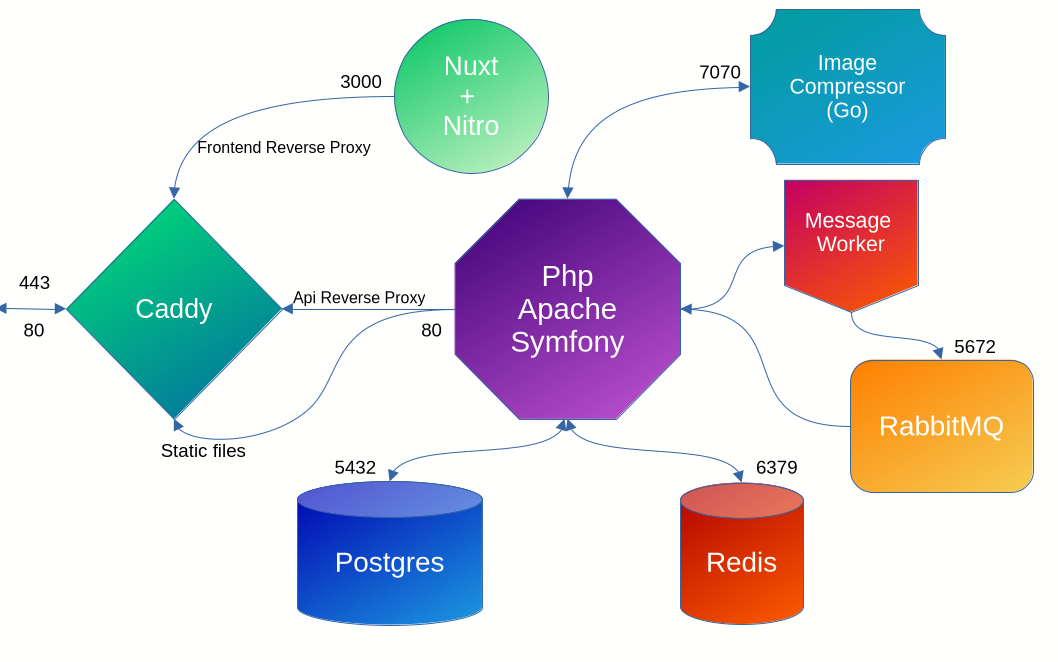 Nuxt
+
Nitro
3000
Frontend Reverse Proxy
7070
Image
Compressor
(Go)
Message
Worker
443
80
Caddy
Api Reverse Proxy
80
Php
Apache
Symfony
5672
RabbitMQ
Static files
5432
Postgres
6379
Redis